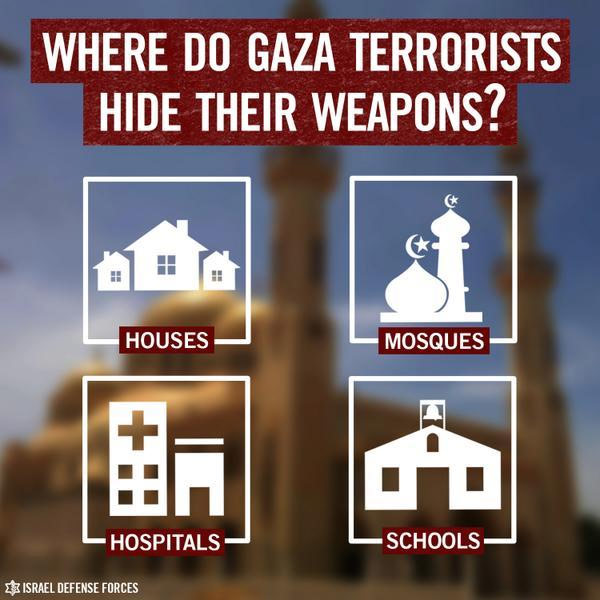 WHERE DO GAZA TERRORISTS
HIDE THEIR WEAPONS?
HOUSES
MOSQUES
HOSPITALS
SCHOOLS
ISRAEL DEFENSE FORCES